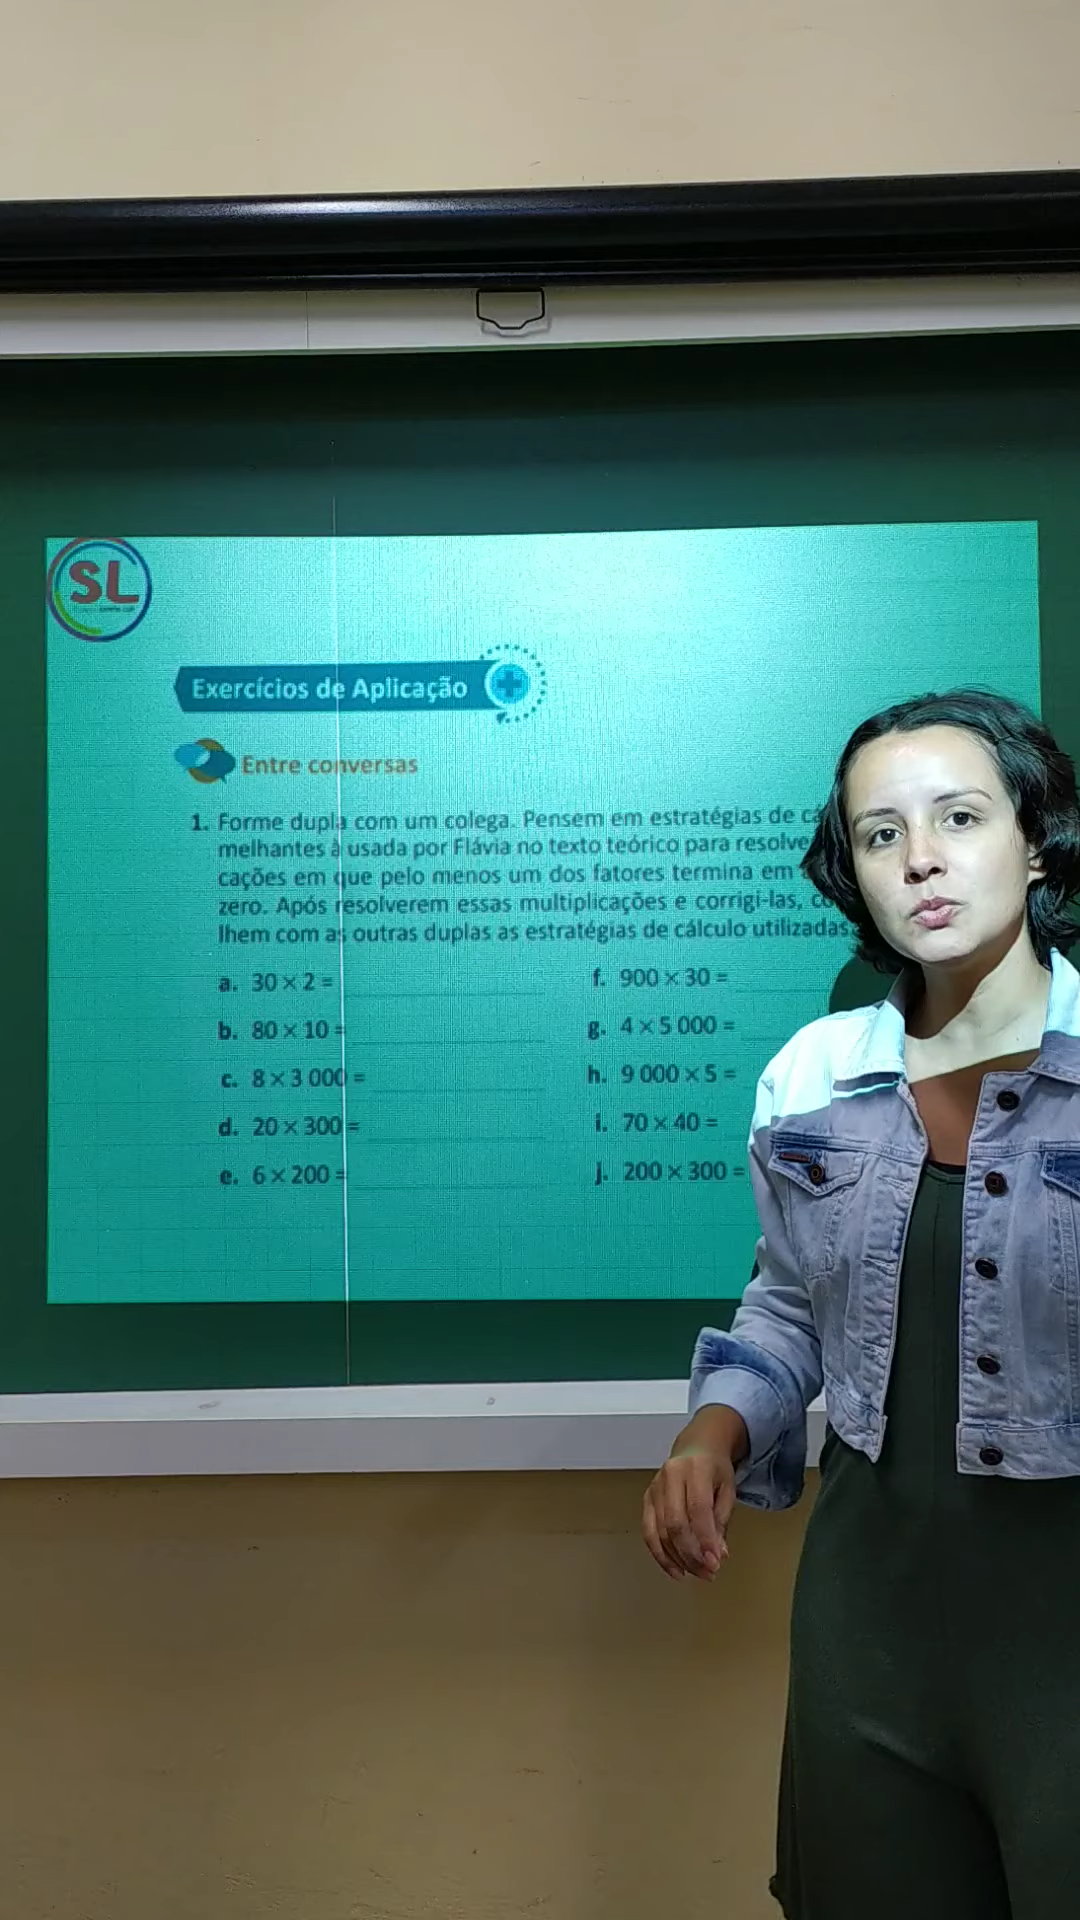 SL
Exercícios de Aplicação
Entre conversas
1. Forme dupla com um colega. Pensem em estratégias de
melhantes à usada por Flávia no texto teórico para
cações em que pelo menos um dos fatores termina em
zero. Após resolverem essas multiplicações e corrigi-las,
lhem com as outras duplas as estratégias de cálculo utilizadas
a. 30 × 2 =
b. 80 × 10 =
c. 8 × 3 000 =
d. 20 × 300 =
e. 6 × 200 =
f. 900 × 30 =
g. 4 × 5 000 =
h. 9 000 × 5 =
i. 70 × 40 =
j. 200 × 300 =